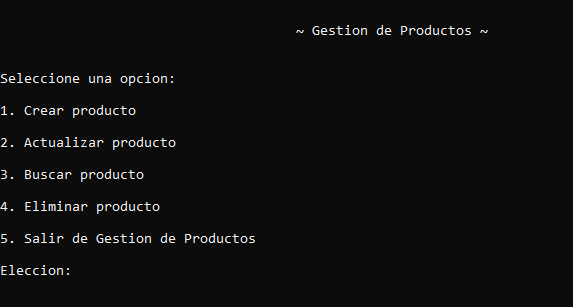 ~ Gestion de Productos ~
Seleccione una opcion:
1. Crear producto
2. Actualizar producto
3. Buscar producto
4. Eliminar producto
5. Salir de Gestion de Productos
Eleccion: